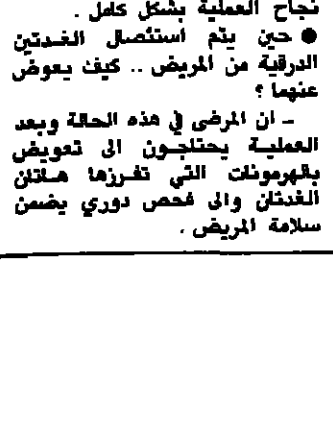 نجاح العملية بشكل كامل .
● حين يتم استئصال الغدتين
الدرقية من المريض .. كيف يعوض
عنهما ؟
– ان المرضى في هذه الحالة وبعد
العملية يحتاجون الى تعويض
بالهرمونات التي تفرزها هاتان
الغدتان والى فحص دوري يضمن
سلامة المريض .